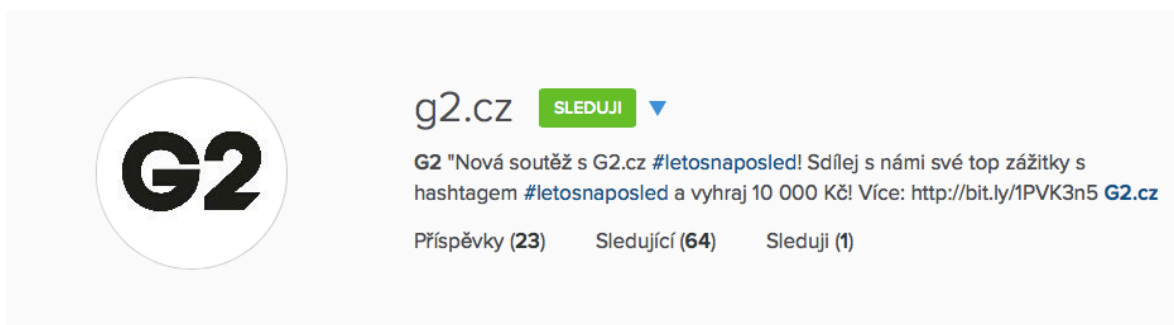 G2
g2.cz SLEDUJI
G2 "Nová soutěž s G2.cz #letosnaposled! Sdílej s námi své top zážitky s
hashtagem #letosnaposled a vyhraj 10 000 Kč! Více: http://bit.ly/1PVK3n5 G2.cz
Příspěvky (23) Sledující (64) Sleduji (1)